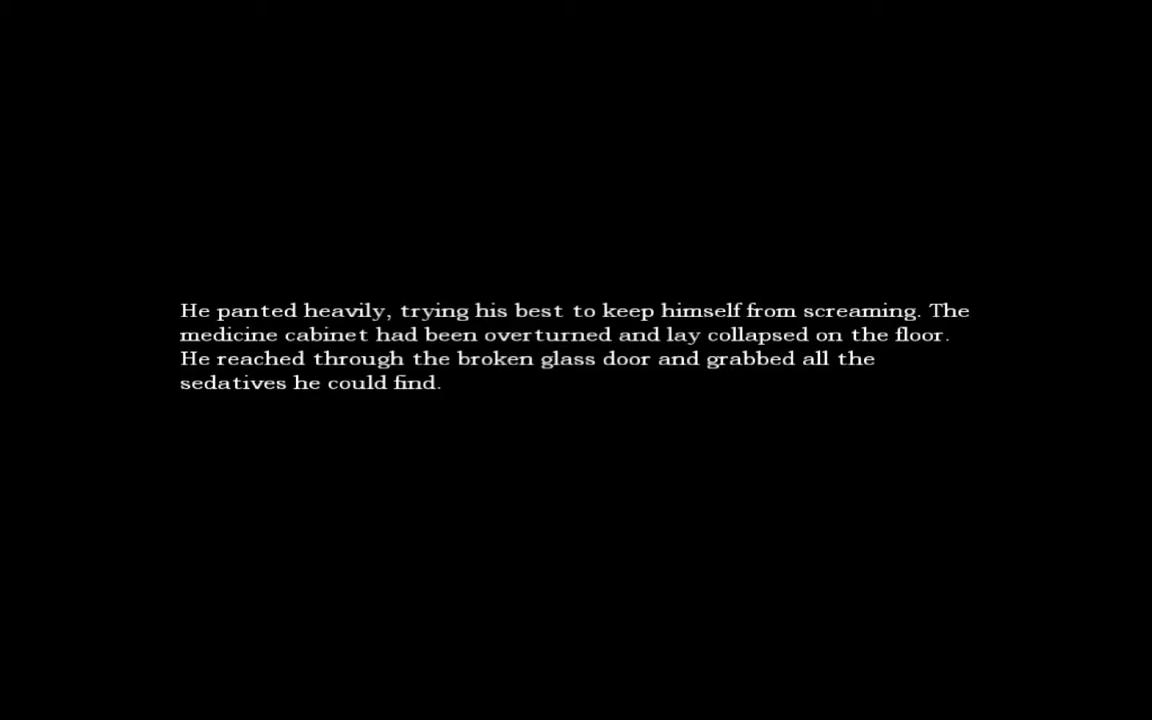 He panted heavily, trying his best to keep himself from screaming. The
medicine cabinet had been overturned and lay collapsed on the floor.
He reached through the broken glass door and grabbed all the
sedatives he could find.